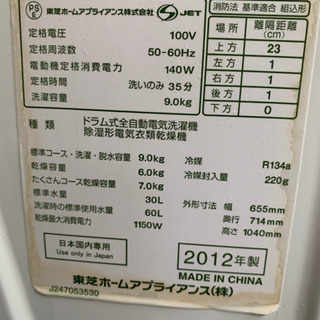 PS E 東芝ホームアプライアンス株式会社 S JET
定格電圧 100V
定格周波数 50-60Hz
電動機定格消費電力 140W
定格時間 洗いのみ 35分
洗濯容量 9.0kg
消防法 基準適合 組込形
場所 離隔距離(cm)
上方 23
左方 1
右方 1
後方 1
下方 0
種類 ドラム式全自動電気洗濯機
除湿形電気衣類乾燥機
標準コース・洗濯・脱水容量 9.0kg
乾燥容量 6.0kg
たくさんコース乾燥容量 7.0kg
標準水量 30L
洗濯時の標準使用水量 60L
乾燥最大消費電力 1150W
冷媒 R134a
冷媒封入量 220g
外形寸法 幅 655mm
奥行 714mm
高さ 1040mm
日本国内専用
Use only in Japan
2012年製
MADE IN CHINA
東芝ホームアプライアンス(株)
J247053530